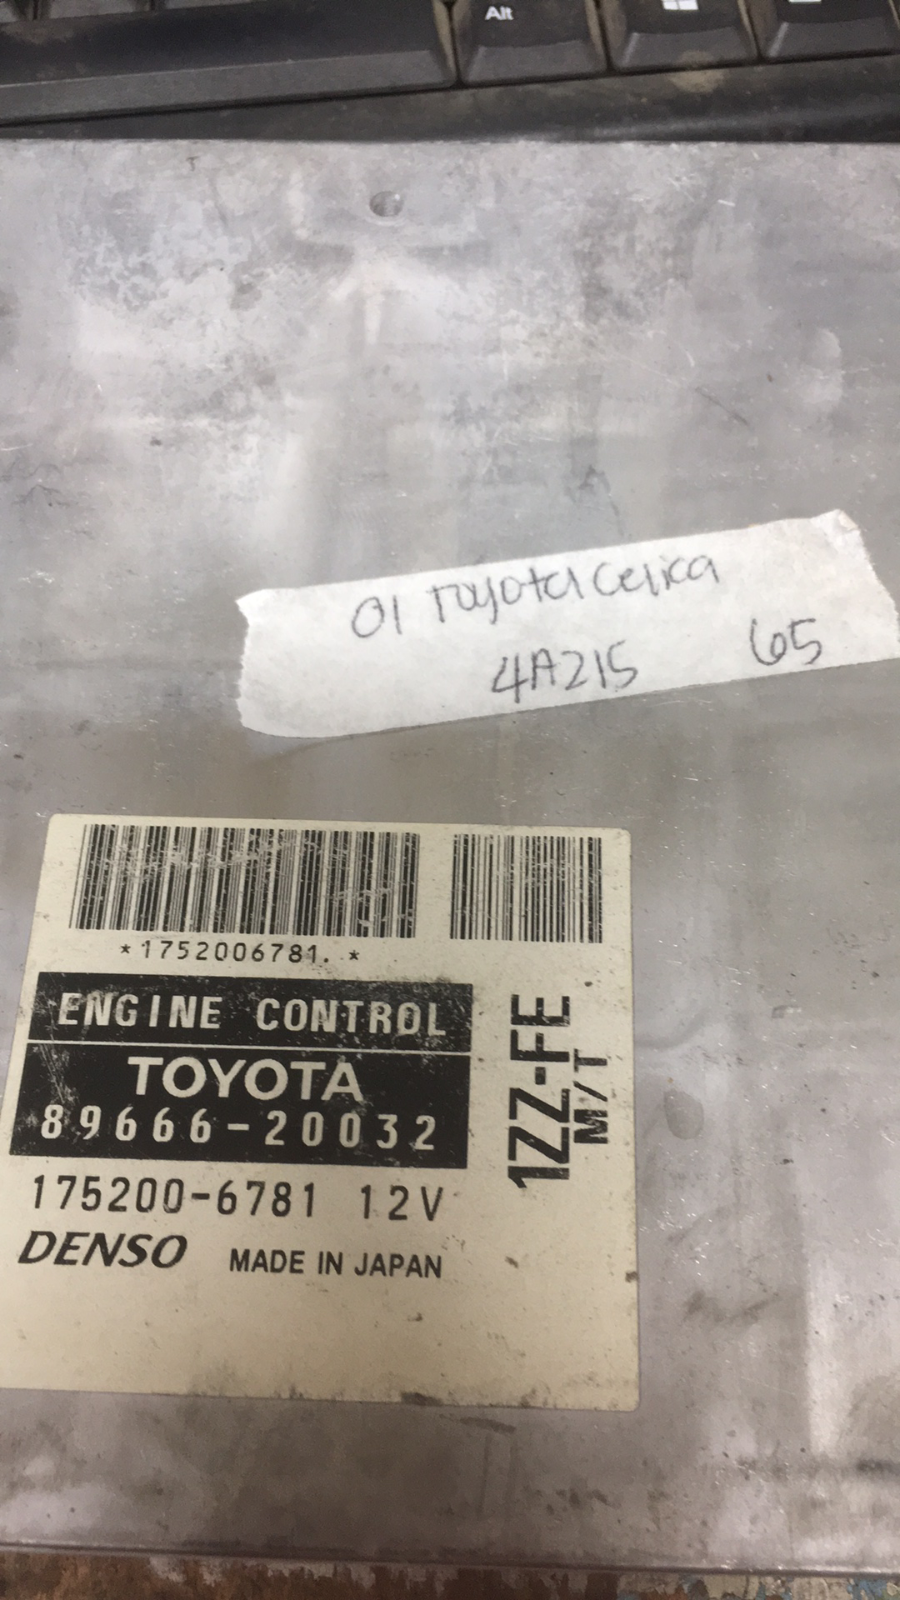 Alt
01 Toyota Celica
4A215 65
*1752006781. *
ENGINE CONTROL
TOYOTA
89666-20032
175200-6781 12V
DENSO MADE IN JAPAN
1ZZ-FE
M/T